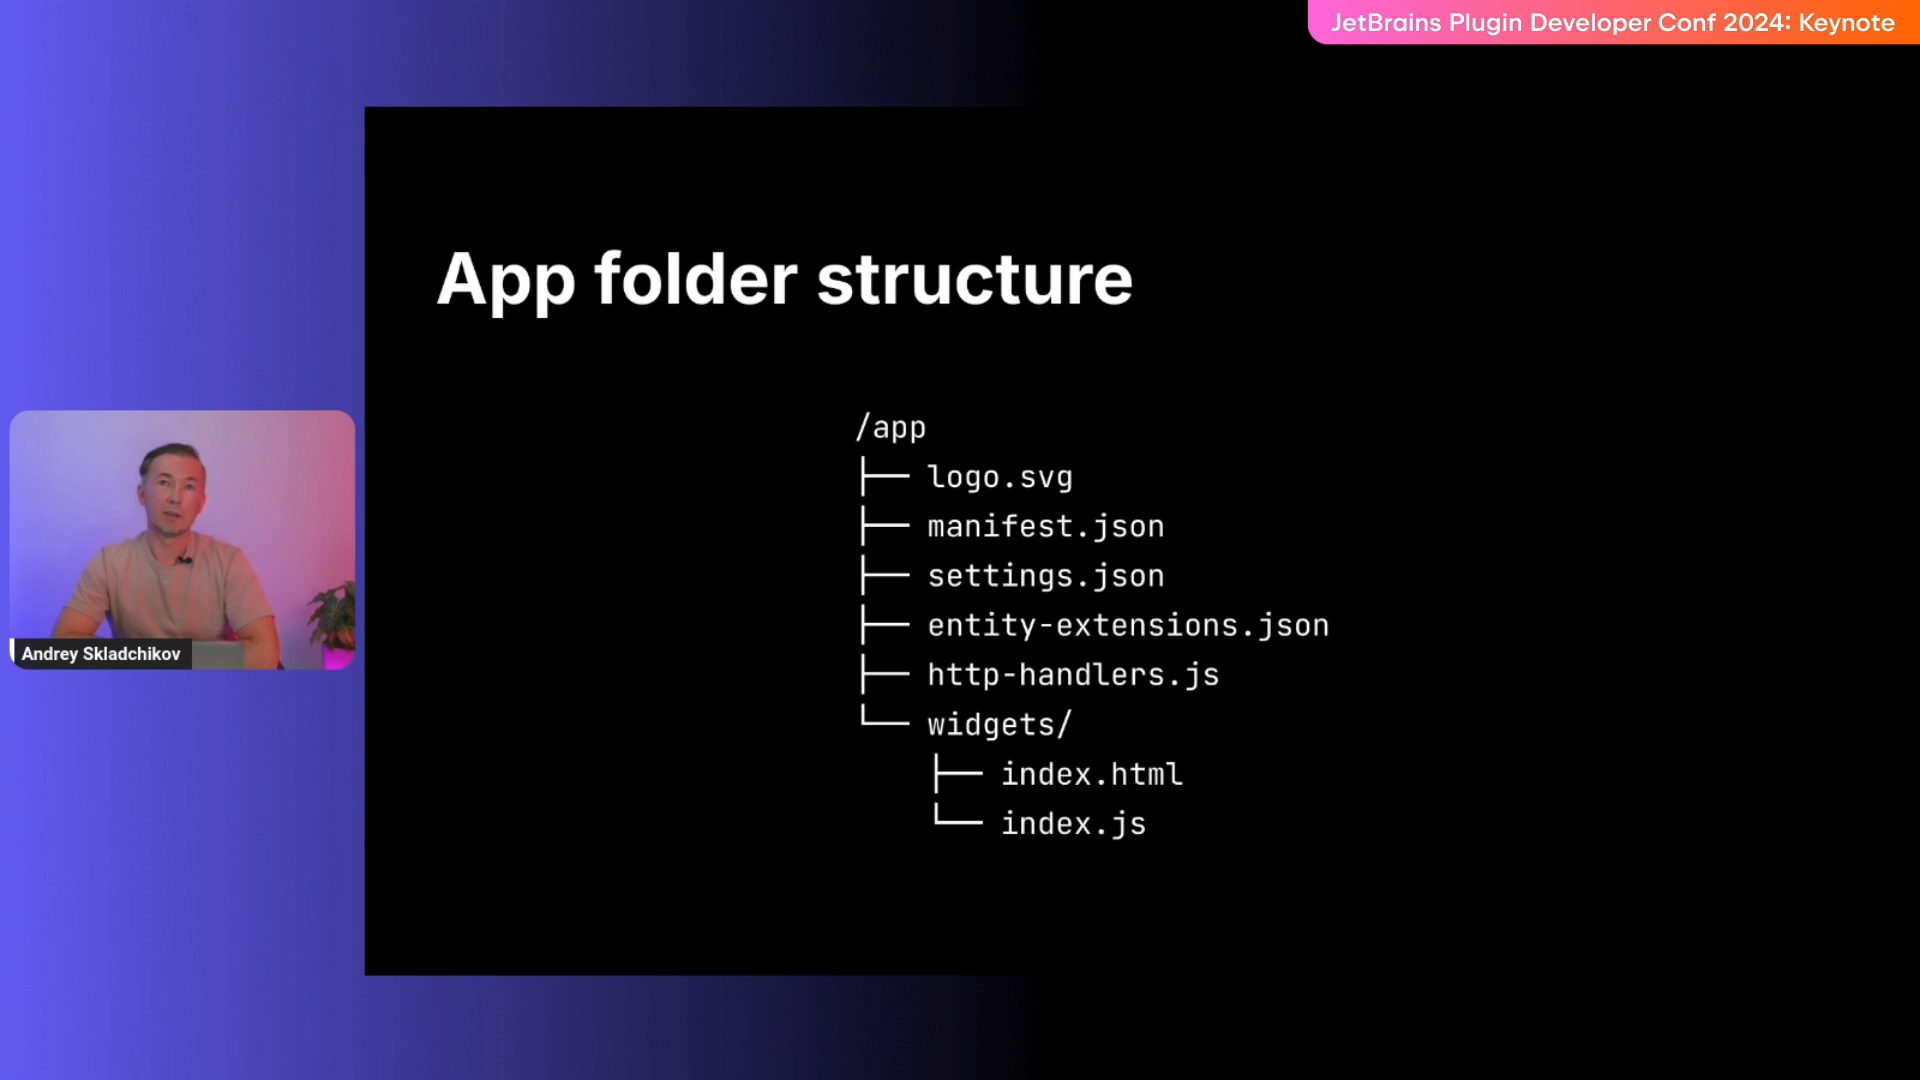 JetBrains Plugin Developer Conf 2024: Keynote
App folder structure
/app
├── logo.svg
├── manifest.json
├── settings.json
├── entity-extensions.json
├── http-handlers.js
└── widgets/
    ├── index.html
    └── index.js
Andrey Skladchikov